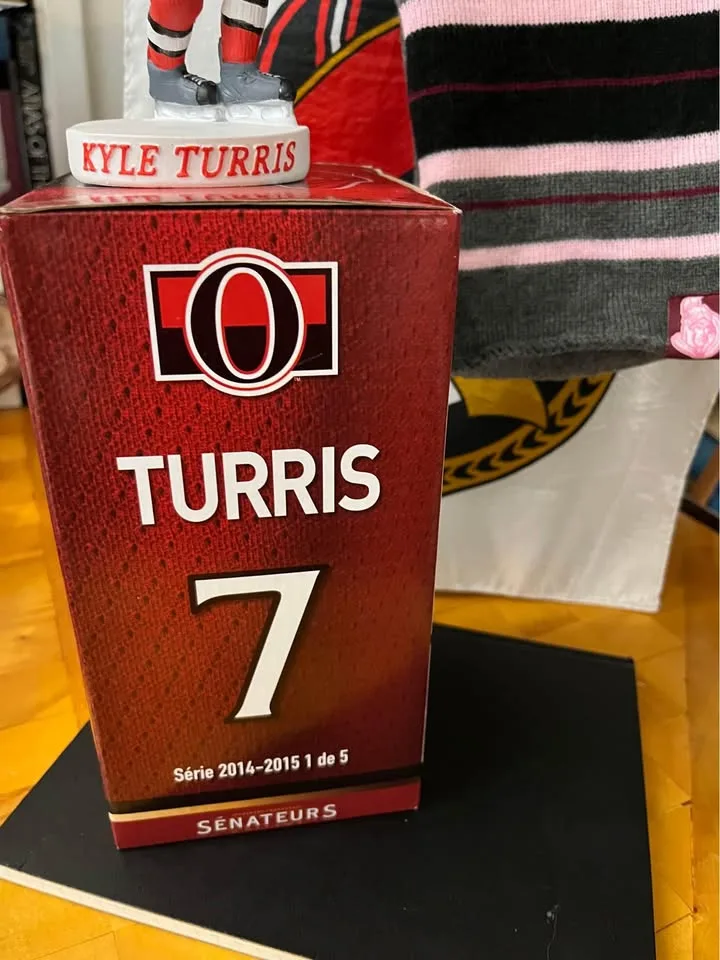 KYLE TURRIS
O
TURRIS
7
Série 2014-2015 1 de 5
SÉNATEURS